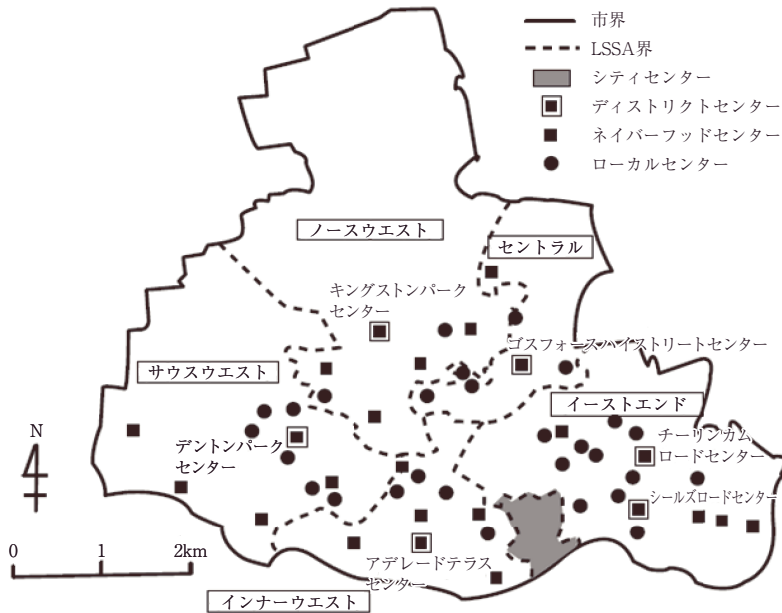 市界
LSSA界
シティセンター
ディストリクトセンター
ネイバーフッドセンター
ローカルセンター
ノースウエスト
セントラル
キングストンパーク
センター
ゴスフォースハイストリートセンター
サウスウエスト
イーストエンド
デントンパーク
センター
チーリンカム
ロードセンター
シールズロードセンター
N
0 1 2km
アデレードテラス
センター
インナーウエスト